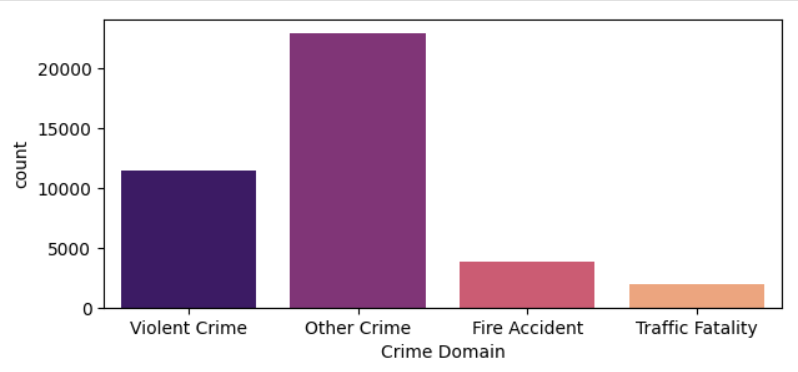 20000
15000
10000
5000
0
count
Violent Crime
Other Crime
Fire Accident
Traffic Fatality
Crime Domain